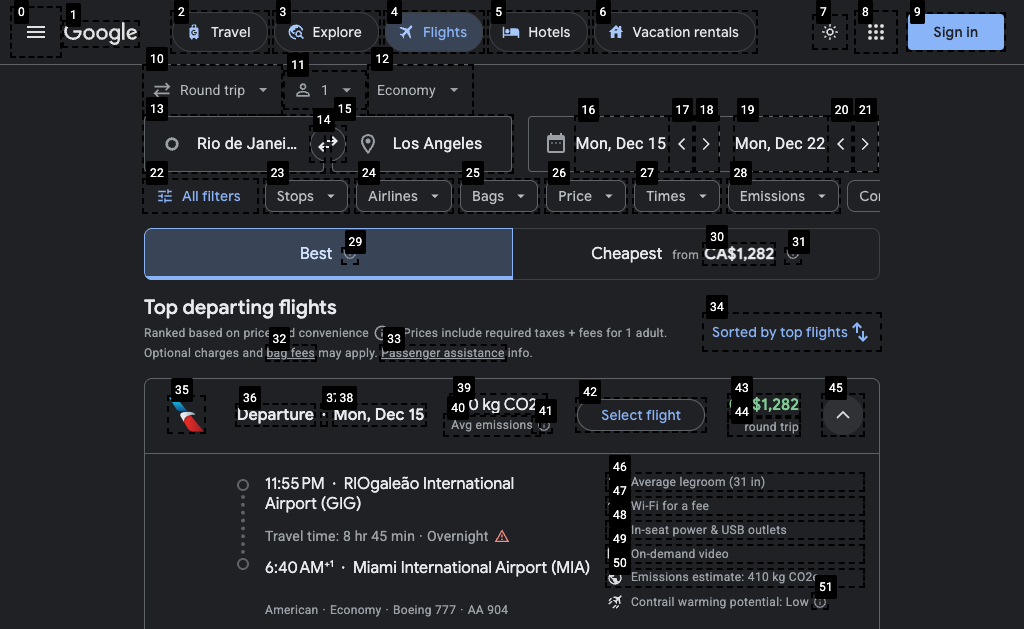 0 1 2 3 4 5 6 7 8 9
Google
Travel
Explore
Flights
Hotels
Vacation rentals
Sign in
10 11 12
Round trip
1
Economy
13 14 15 16 17 18 19 20 21
Rio de Janei...
Los Angeles
Mon, Dec 15
Mon, Dec 22
22 23 24 25 26 27 28
All filters
Stops
Airlines
Bags
Price
Times
Emissions
29 30 31
Best
Cheapest from CA$1,282
Top departing flights
34
Ranked based on price and convenience Prices include required taxes + fees for 1 adult.
32 33
Optional charges and bag fees may apply. Passenger assistance info.
Sorted by top flights
35 36 38 39 40 41 42 43 44 45
Departure · Mon, Dec 15
kg CO2
Avg emissions
Select flight
$1,282
round trip
11:55 PM · RIOgaleão International
Airport (GIG)
Travel time: 8 hr 45 min · Overnight
6:40 AM+1 · Miami International Airport (MIA)
American · Economy · Boeing 777 · AA 904
46
Average legroom (31 in)
47
Wi-Fi for a fee
48
In-seat power & USB outlets
49
On-demand video
50
Emissions estimate: 410 kg CO2e
51
Contrail warming potential: Low